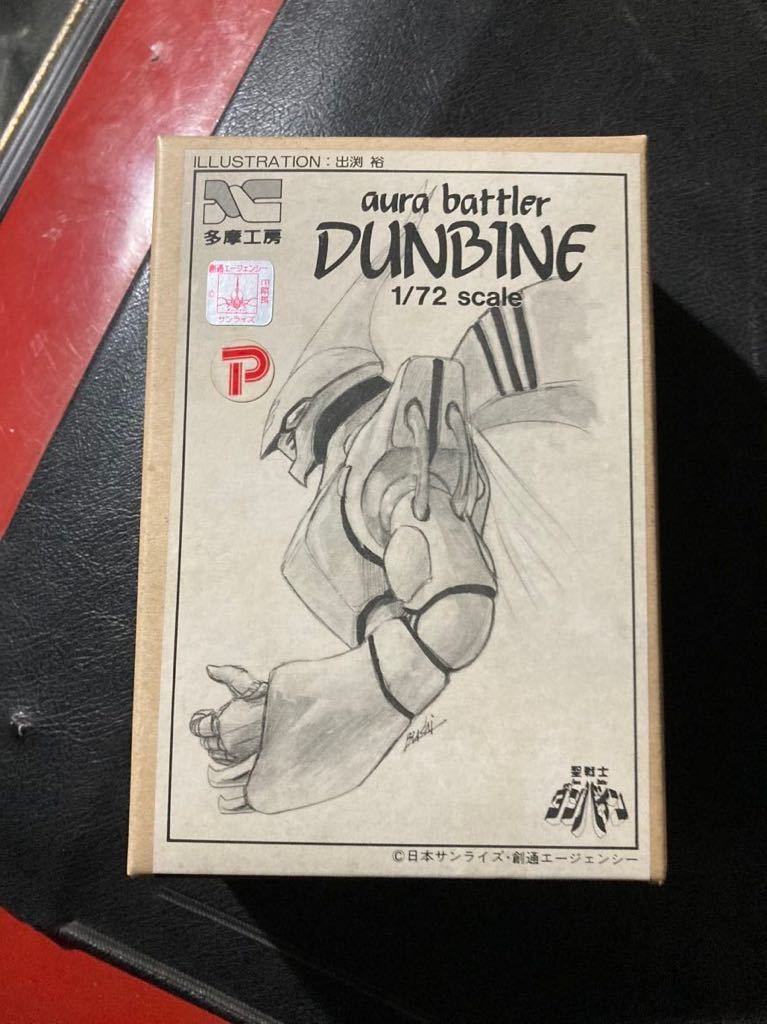 ILLUSTRATION：出渕 裕
多摩工房
aura battler
DUNBINE
1/72 scale
創通エージェンシー
サンライズ
聖戦士
ダンバイン
©日本サンライズ・創通エージェンシー